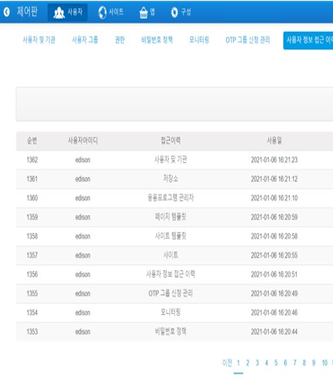 제어판 사용자 사이트 앱 구성
사용자 및 기관 사용자 그룹 권한 비밀번호 정책 모니터링 OTP 그룹 신청 관리 사용자 정보 접근 이력
순번 사용자아이디 접근이력 사용일
1362 edison 사용자 및 기관 2021-01-06 16:21:23
1361 edison 저장소 2021-01-06 16:21:12
1360 edison 응용프로그램 관리자 2021-01-06 16:21:10
1359 edison 페이지 템플릿 2021-01-06 16:20:59
1358 edison 사이트 템플릿 2021-01-06 16:20:58
1357 edison 사이트 2021-01-06 16:20:55
1356 edison 사용자 정보 접근 이력 2021-01-06 16:20:51
1355 edison OTP 그룹 신청 관리 2021-01-06 16:20:49
1354 edison 모니터링 2021-01-06 16:20:46
1353 edison 비밀번호 정책 2021-01-06 16:20:44
이전 1 2 3 4 5 6 7 8 9 10